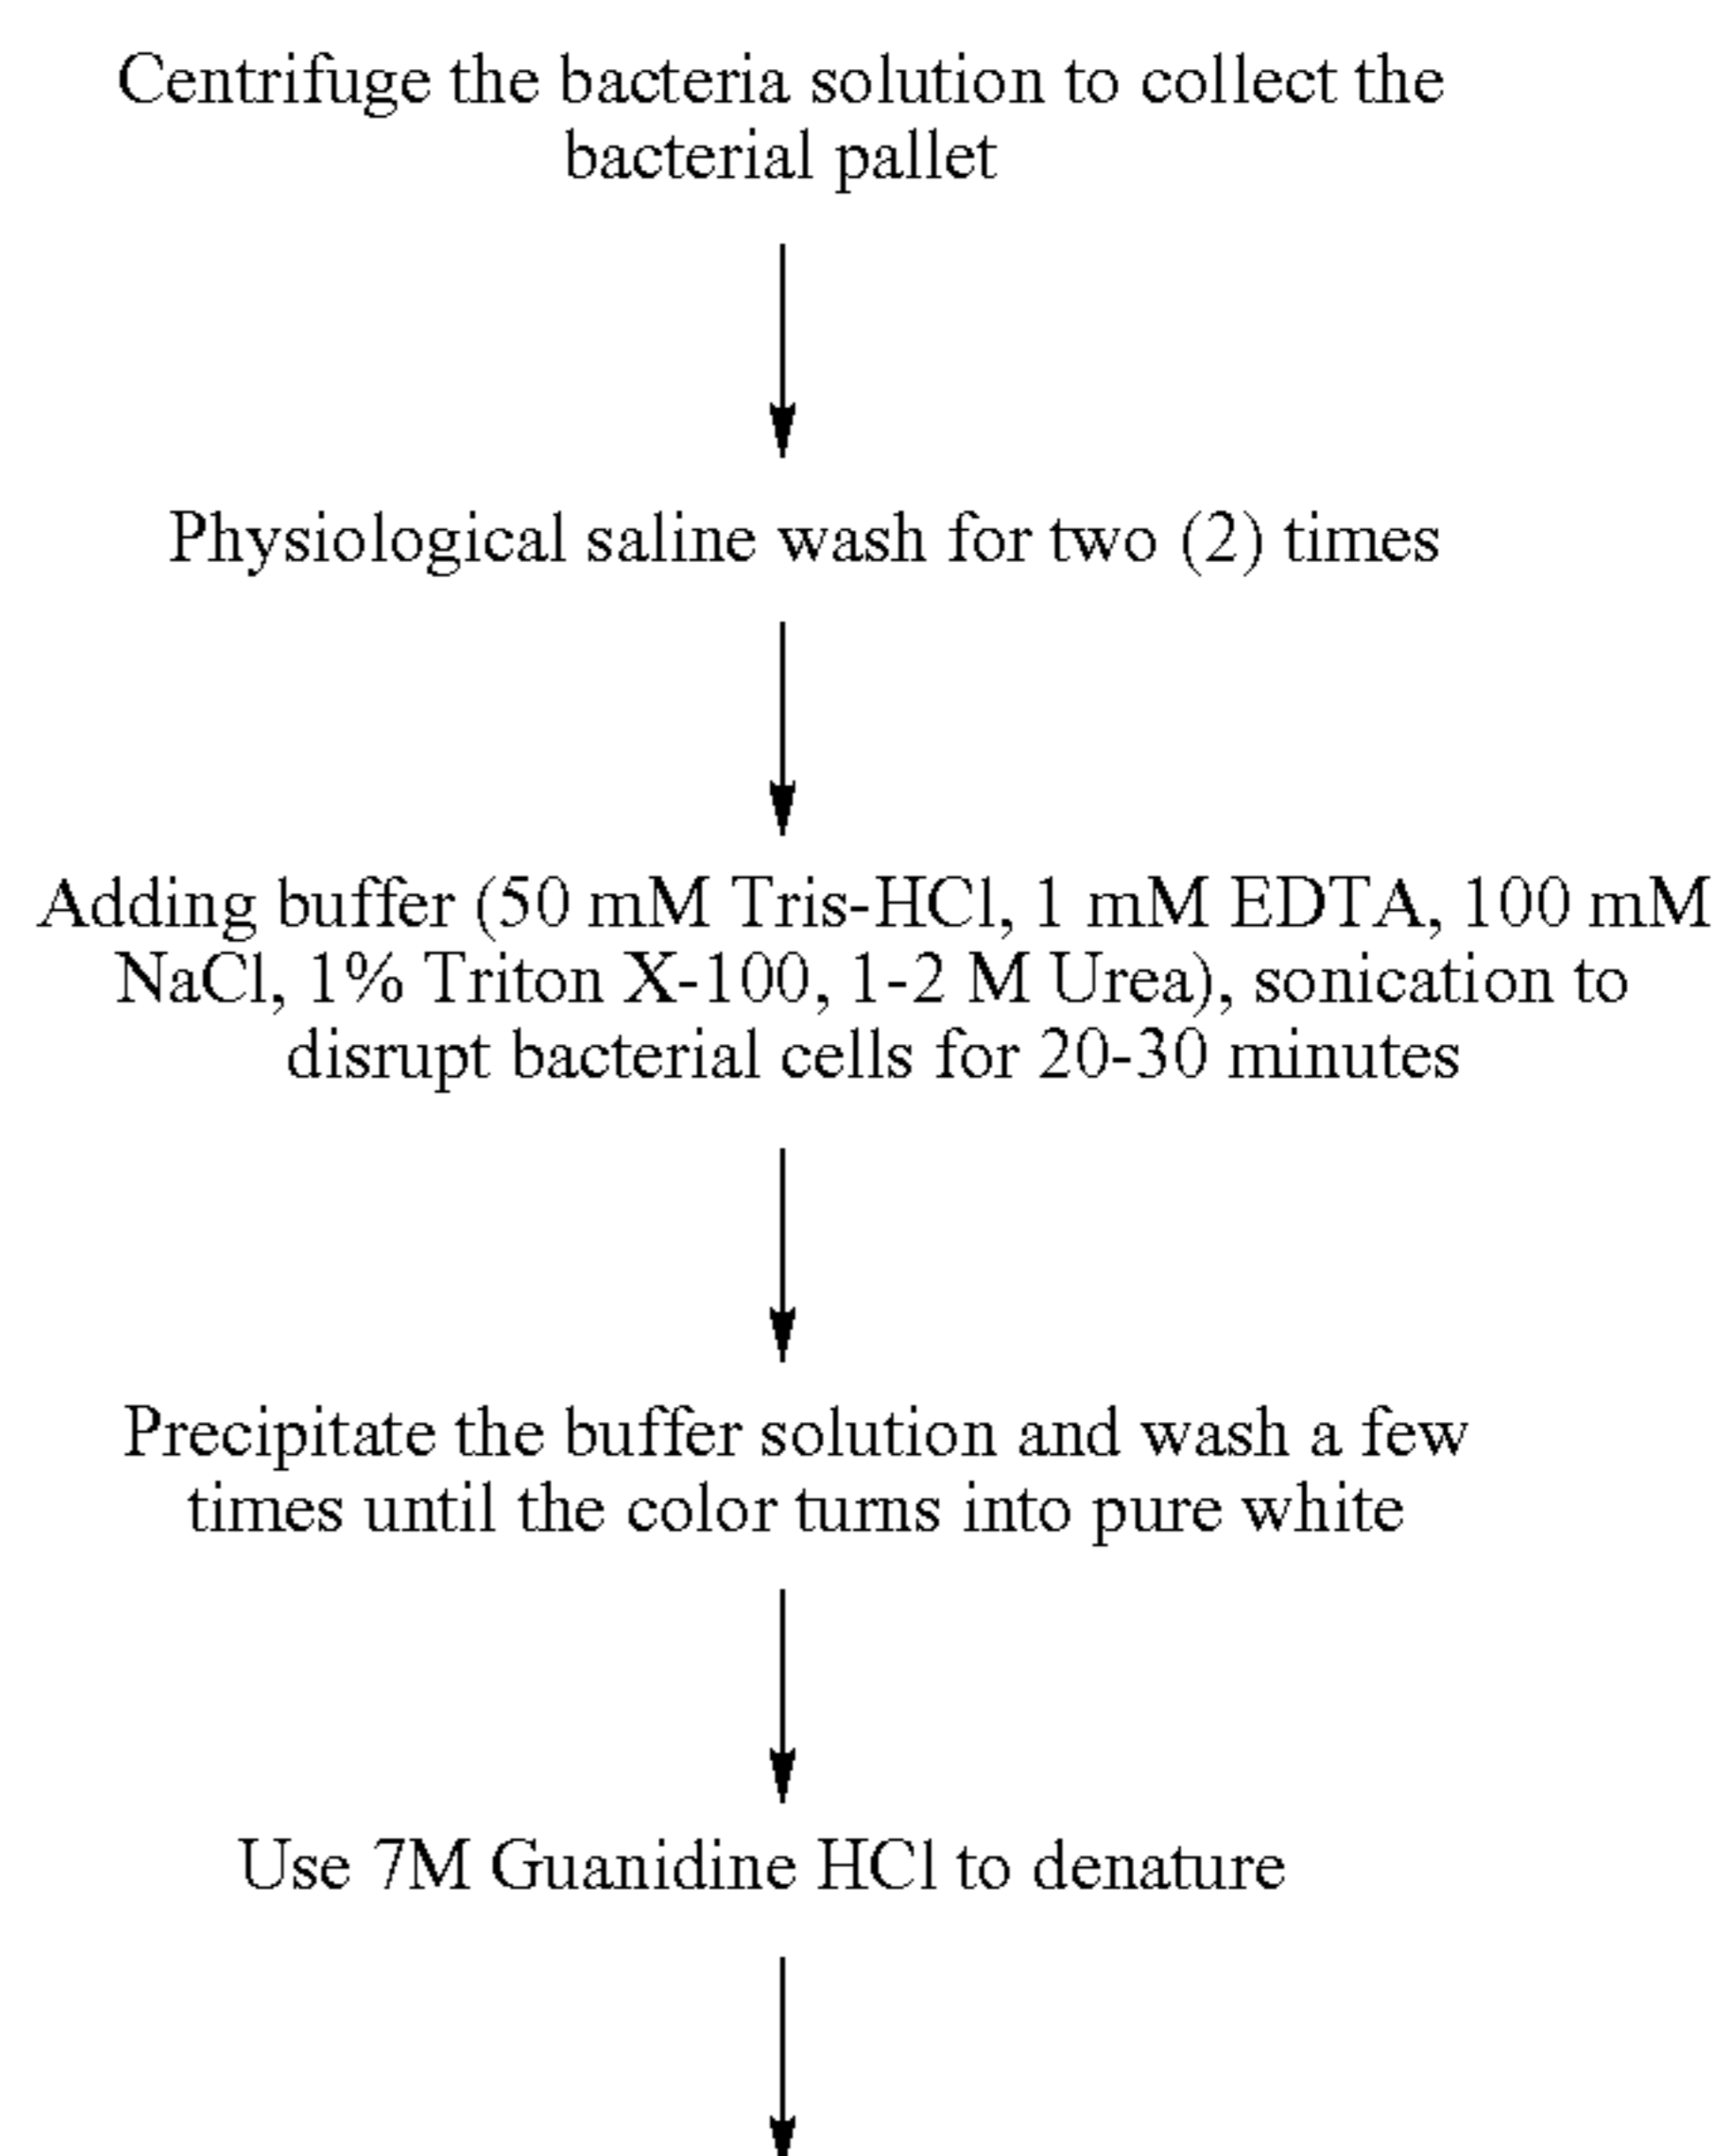 Centrifuge the bacteria solution to collect the
bacterial pallet
Physiological saline wash for two (2) times
Adding buffer (50 mM Tris-HCl, 1 mM EDTA, 100 mM
NaCl, 1% Triton X-100, 1-2 M Urea), sonication to
disrupt bacterial cells for 20-30 minutes
Precipitate the buffer solution and wash a few
times until the color turns into pure white
Use 7M Guanidine HCl to denature